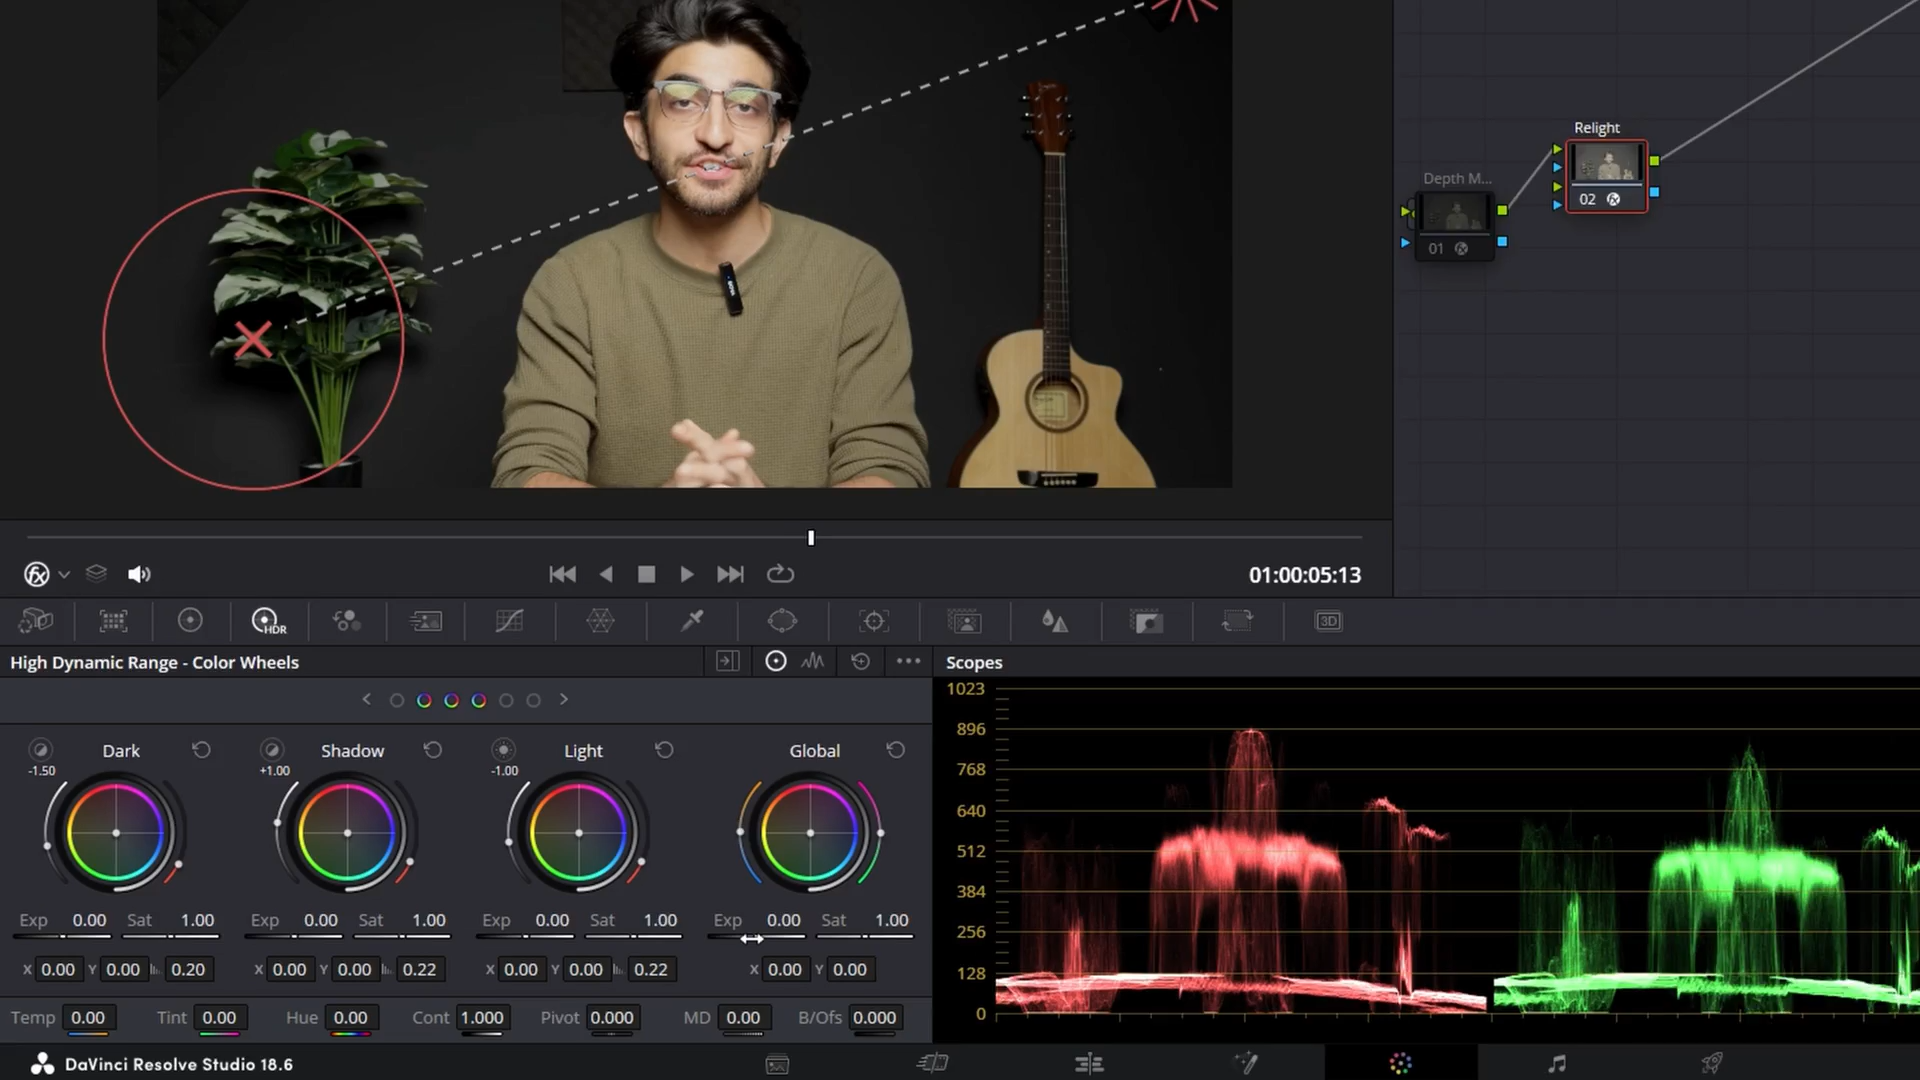 Relight
02
Depth M...
01
01:00:05:13
HDR
3D
High Dynamic Range - Color Wheels
Scopes
Dark
Shadow
Light
Global
-1.50
+1.00
-1.00
Exp 0.00 Sat 1.00
Exp 0.00 Sat 1.00
Exp 0.00 Sat 1.00
Exp 0.00 Sat 1.00
X 0.00 Y 0.00 0.20
X 0.00 Y 0.00 0.22
X 0.00 Y 0.00 0.22
X 0.00 Y 0.00
Temp 0.00 Tint 0.00 Hue 0.00 Cont 1.000 Pivot 0.000 MD 0.00 B/Ofs 0.000
1023
896
768
640
512
384
256
128
0
DaVinci Resolve Studio 18.6